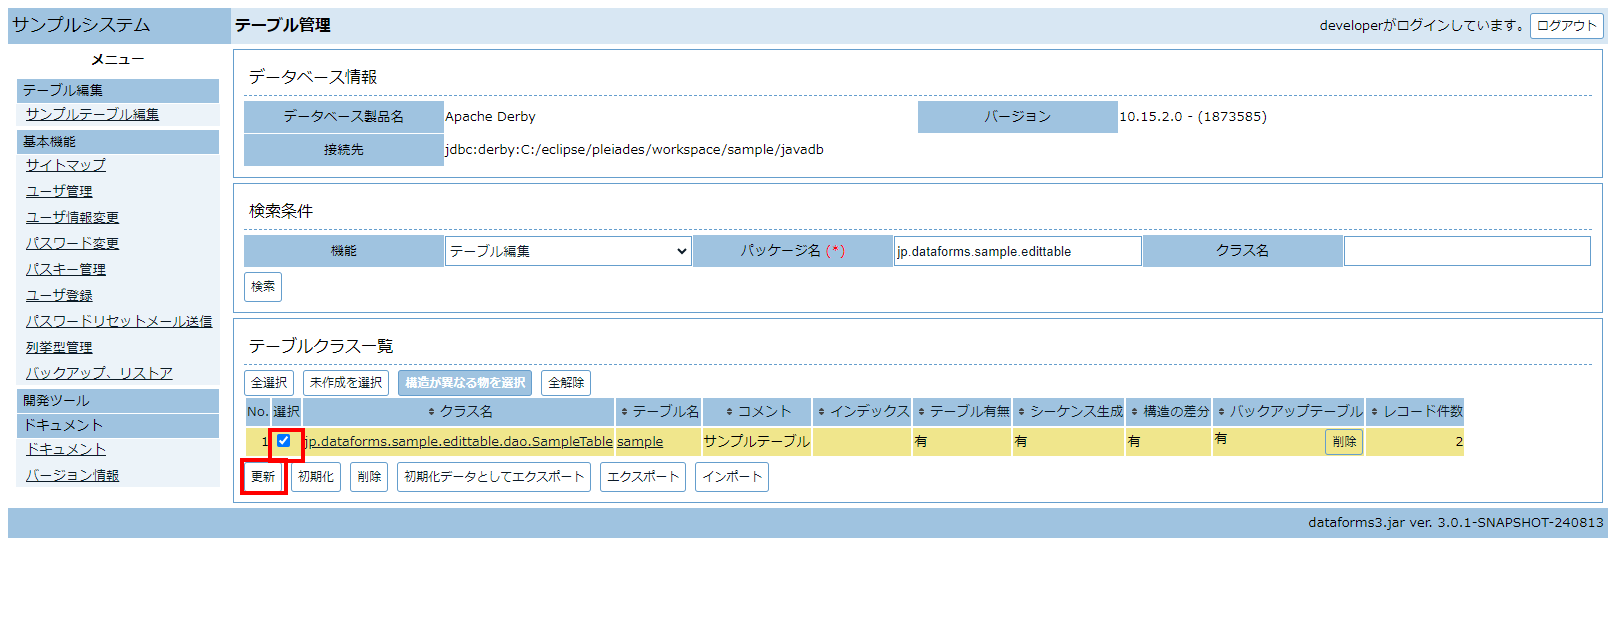 サンプルシステム テーブル管理 developerがログインしています。 ログアウト
メニュー
テーブル編集
サンプルテーブル編集
基本機能
サイトマップ
ユーザ管理
ユーザ情報変更
パスワード変更
パスキー管理
ユーザ登録
パスワードリセットメール送信
列挙型管理
バックアップ、リストア
開発ツール
ドキュメント
ドキュメント
バージョン情報
データベース情報
データベース製品名 Apache Derby バージョン 10.15.2.0 - (1873585)
接続先 jdbc:derby:C:/eclipse/pleiades/workspace/sample/javadb
検索条件
機能 テーブル編集 パッケージ名 (*) jp.dataforms.sample.edittable クラス名
検索
テーブルクラス一覧
全選択 未作成を選択 構造が異なる物を選択 全解除
No. 選択 クラス名 テーブル名 コメント インデックス テーブル有無 シーケンス生成 構造の差分 バックアップテーブル レコード件数
1 jp.dataforms.sample.edittable.dao.SampleTable sample サンプルテーブル 有 有 有 有 削除 2
更新 初期化 削除 初期化データとしてエクスポート エクスポート インポート
dataforms3.jar ver. 3.0.1-SNAPSHOT-240813